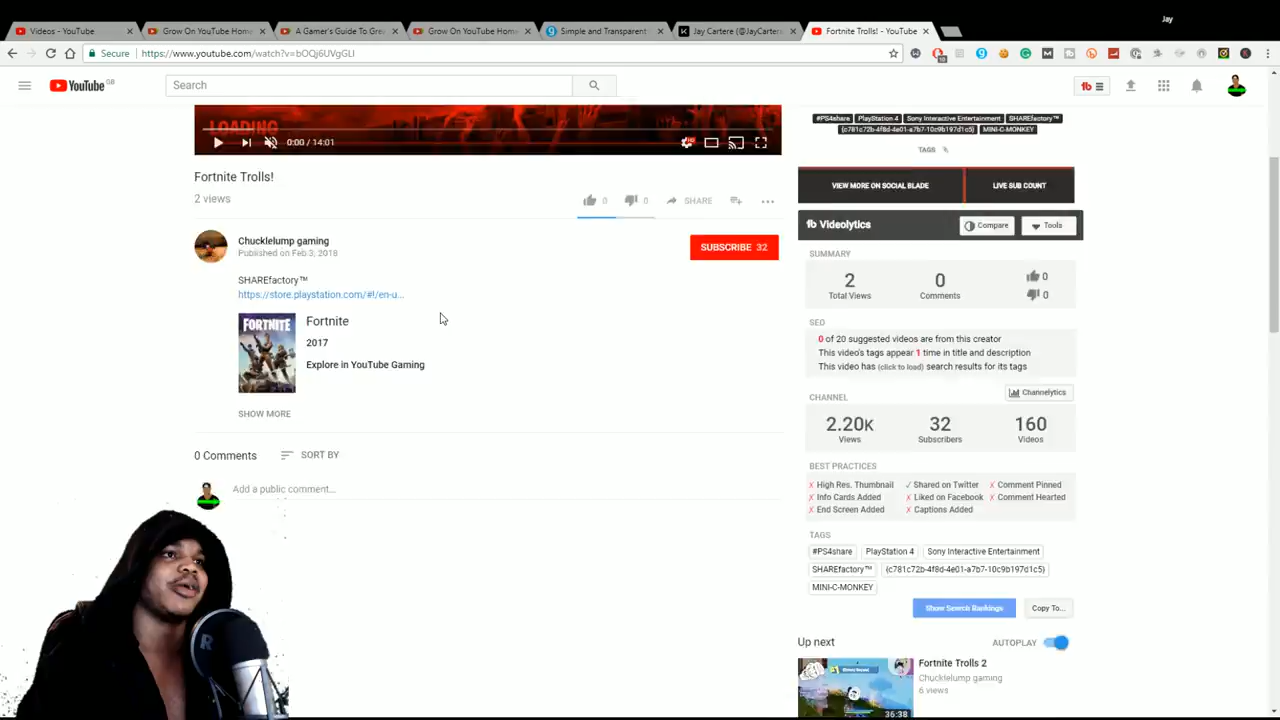 Jay
Videos - YouTube
Grow On YouTube Home
A Gamer's Guide To Gre
Grow On YouTube Home
Simple and Transparent
Jay Cartere (@JayCartere
Fortnite Trolls! - YouTube
Secure https://www.youtube.com/watch?v=bOQj6UVgGLI
YouTube GB
Search
tb
LOADING
0:00 / 14:01
HD
#PS4share PlayStation 4 Sony Interactive Entertainment SHAREfactory™
{c781c72b-4f8d-4e01-a7b7-10c9b197d1c5} MINI-C-MONKEY
TAGS
VIEW MORE ON SOCIAL BLADE LIVE SUB COUNT
Fortnite Trolls!
2 views
0 0 SHARE
Chucklelump gaming
Published on Feb 3, 2018
SUBSCRIBE 32
SHAREfactory™
https://store.playstation.com/#!/en-u...
FORTNITE
Fortnite
2017
Explore in YouTube Gaming
SHOW MORE
0 Comments SORT BY
Add a public comment...
R
tb Videolytics Compare Tools
SUMMARY
2 0 0
Total Views Comments 0
SEO
0 of 20 suggested videos are from this creator
This video's tags appear 1 time in title and description
This video has (click to load) search results for its tags
CHANNEL Channelytics
2.20K 32 160
Views Subscribers Videos
BEST PRACTICES
✗ High Res. Thumbnail ✓ Shared on Twitter ✗ Comment Pinned
✗ Info Cards Added ✗ Liked on Facebook ✗ Comment Hearted
✗ End Screen Added ✗ Captions Added
TAGS
#PS4share PlayStation 4 Sony Interactive Entertainment
SHAREfactory™ {c781c72b-4f8d-4e01-a7b7-10c9b197d1c5}
MINI-C-MONKEY
Show Search Rankings Copy To...
Up next AUTOPLAY
Fortnite Trolls 2
Chucklelump gaming
6 views
36:38